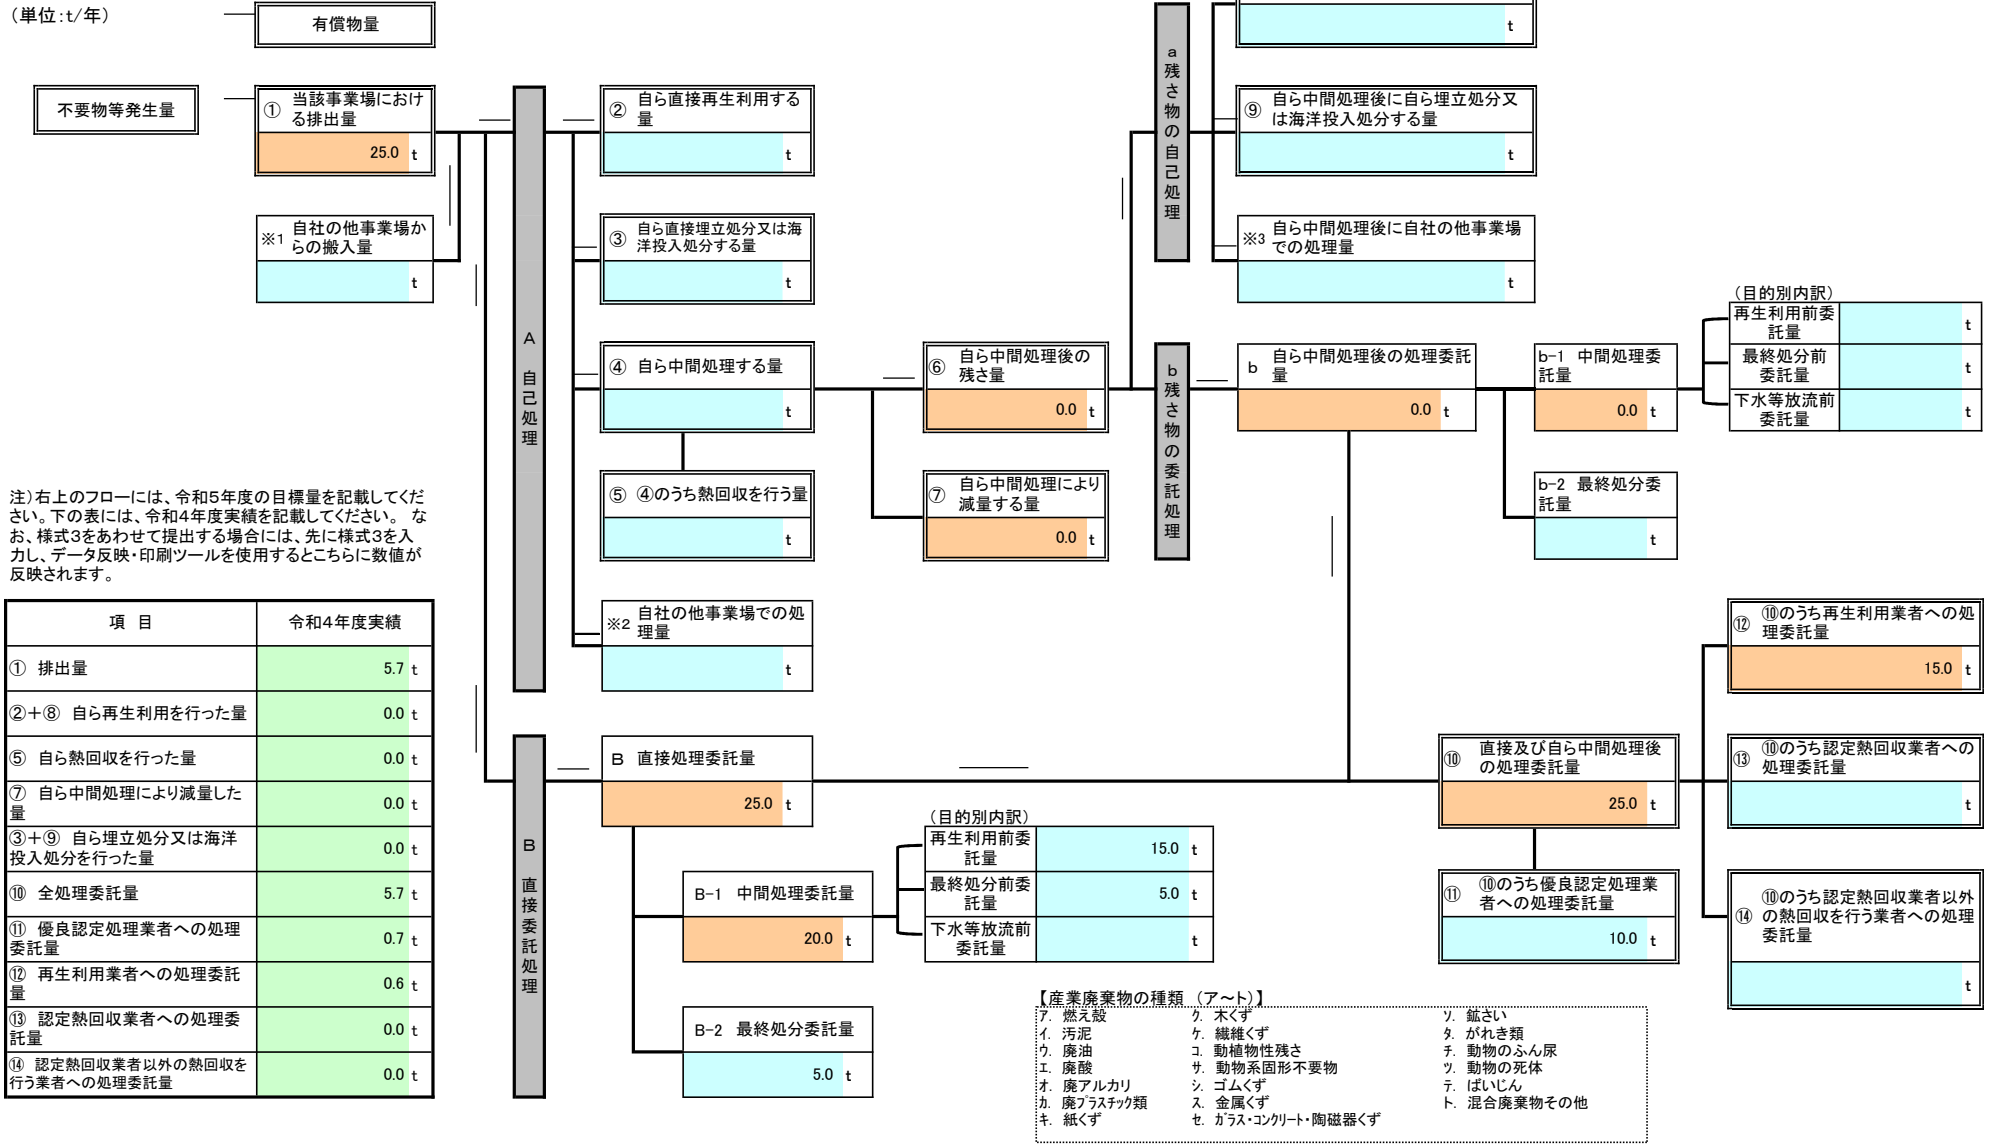 （単位：t/年）
有償物量
t
不要物等発生量
① 当該事業場におけ
る排出量
25.0 t
※1 自社の他事業場か
らの搬入量
t
A 自己処理
② 自ら直接再生利用する
量
t
③ 自ら直接埋立処分又は海
洋投入処分する量
t
④ 自ら中間処理する量
t
⑤ ④のうち熱回収を行う量
t
※2 自社の他事業場での処
理量
t
⑥ 自ら中間処理後の
残さ量
0.0 t
⑦ 自ら中間処理により
減量する量
0.0 t
a 残さ物の自己処理
⑨ 自ら中間処理後に自ら埋立処分又
は海洋投入処分する量
t
※3 自ら中間処理後に自社の他事業場
での処理量
t
b 残さ物の委託処理
b 自ら中間処理後の処理委託
量
0.0 t
b-1 中間処理委
託量
0.0 t
b-2 最終処分委
託量
t
（目的別内訳）
再生利用前委
託量
t
最終処分前
委託量
t
下水等放流前
委託量
t
注）右上のフローには、令和５年度の目標量を記載してくだ
さい。下の表には、令和４年度実績を記載してください。 な
お、様式３をあわせて提出する場合には、先に様式３を入
力し、データ反映・印刷ツールを使用するとこちらに数値が
反映されます。
項 目 令和４年度実績
① 排出量 5.7 t
②＋⑧ 自ら再生利用を行った量 0.0 t
⑤ 自ら熱回収を行った量 0.0 t
⑦ 自ら中間処理により減量した
量 0.0 t
③＋⑨ 自ら埋立処分又は海洋
投入処分を行った量 0.0 t
⑩ 全処理委託量 5.7 t
⑪ 優良認定処理業者への処理
委託量 0.7 t
⑫ 再生利用業者への処理委託
量 0.6 t
⑬ 認定熱回収業者への処理委
託量 0.0 t
⑭ 認定熱回収業者以外の熱回収を
行う業者への処理委託量 0.0 t
B 直接委託処理
B 直接処理委託量
25.0 t
B-1 中間処理委託量
20.0 t
B-2 最終処分委託量
5.0 t
（目的別内訳）
再生利用前委
託量
15.0 t
最終処分前委
託量
5.0 t
下水等放流前
委託量
t
⑩ 直接及び自ら中間処理後
の処理委託量
25.0 t
⑪ ⑩のうち優良認定処理業
者への処理委託量
10.0 t
⑫ ⑩のうち再生利用業者への処
理委託量
15.0 t
⑬ ⑩のうち認定熱回収業者への
処理委託量
t
⑭ ⑩のうち認定熱回収業者以外
の熱回収を行う業者への処理
委託量
t
【産業廃棄物の種類 （ア～ト）】
ア. 燃え殻
イ. 汚泥
ウ. 廃油
エ. 廃酸
オ. 廃アルカリ
カ. 廃プラスチック類
キ. 紙くず
ク. 木くず
ケ. 繊維くず
コ. 動植物性残さ
サ. 動物系固形不要物
シ. ゴムくず
ス. 金属くず
セ. ガラス・コンクリート・陶磁器くず
ソ. 鉱さい
タ. がれき類
チ. 動物のふん尿
ツ. 動物の死体
テ. ばいじん
ト. 混合廃棄物その他